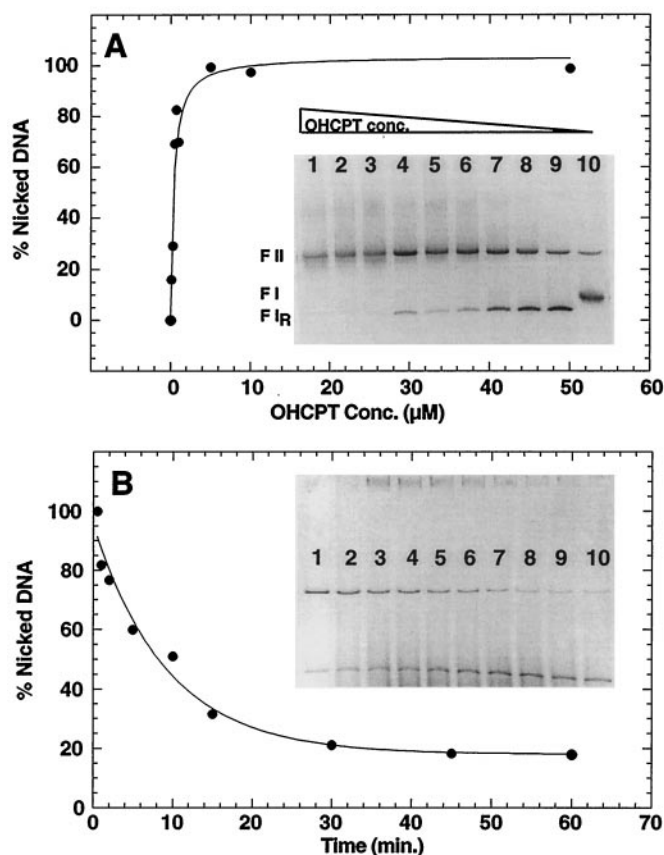 A
% Nicked DNA
100
80
60
40
20
0
OHCPT conc.
1 2 3 4 5 6 7 8 9 10
F II
F I
F IR
0 10 20 30 40 50 60
OHCPT Conc. (µM)
B
% Nicked DNA
100
80
60
40
20
0
1 2 3 4 5 6 7 8 9 10
0 10 20 30 40 50 60 70
Time (min.)